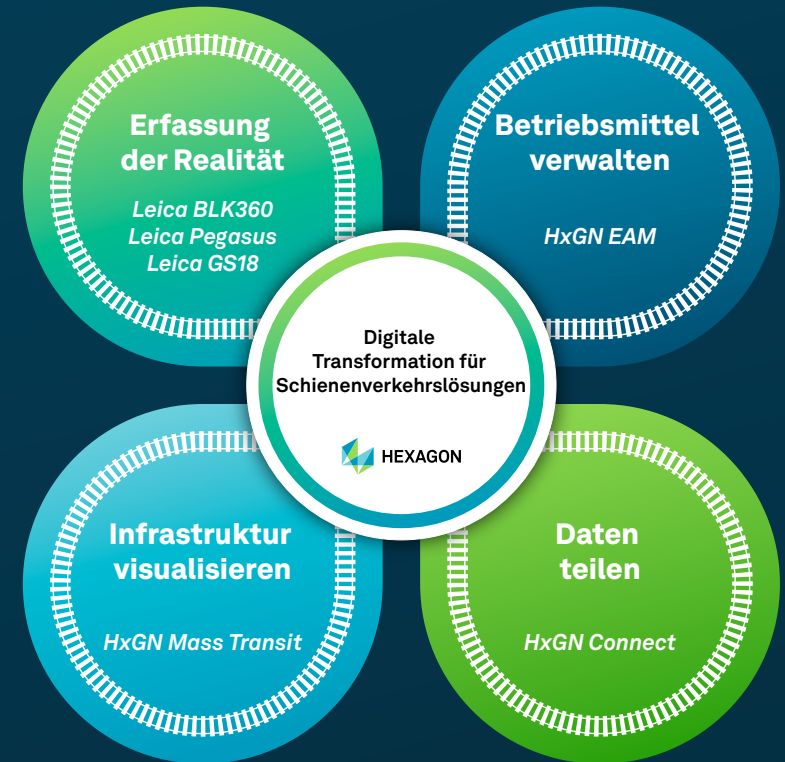 Erfassung
der Realität
Leica BLK360
Leica Pegasus
Leica GS18
Betriebsmittel
verwalten
HxGN EAM
Digitale
Transformation für
Schienenverkehrslösungen
HEXAGON
Infrastruktur
visualisieren
HxGN Mass Transit
Daten
teilen
HxGN Connect